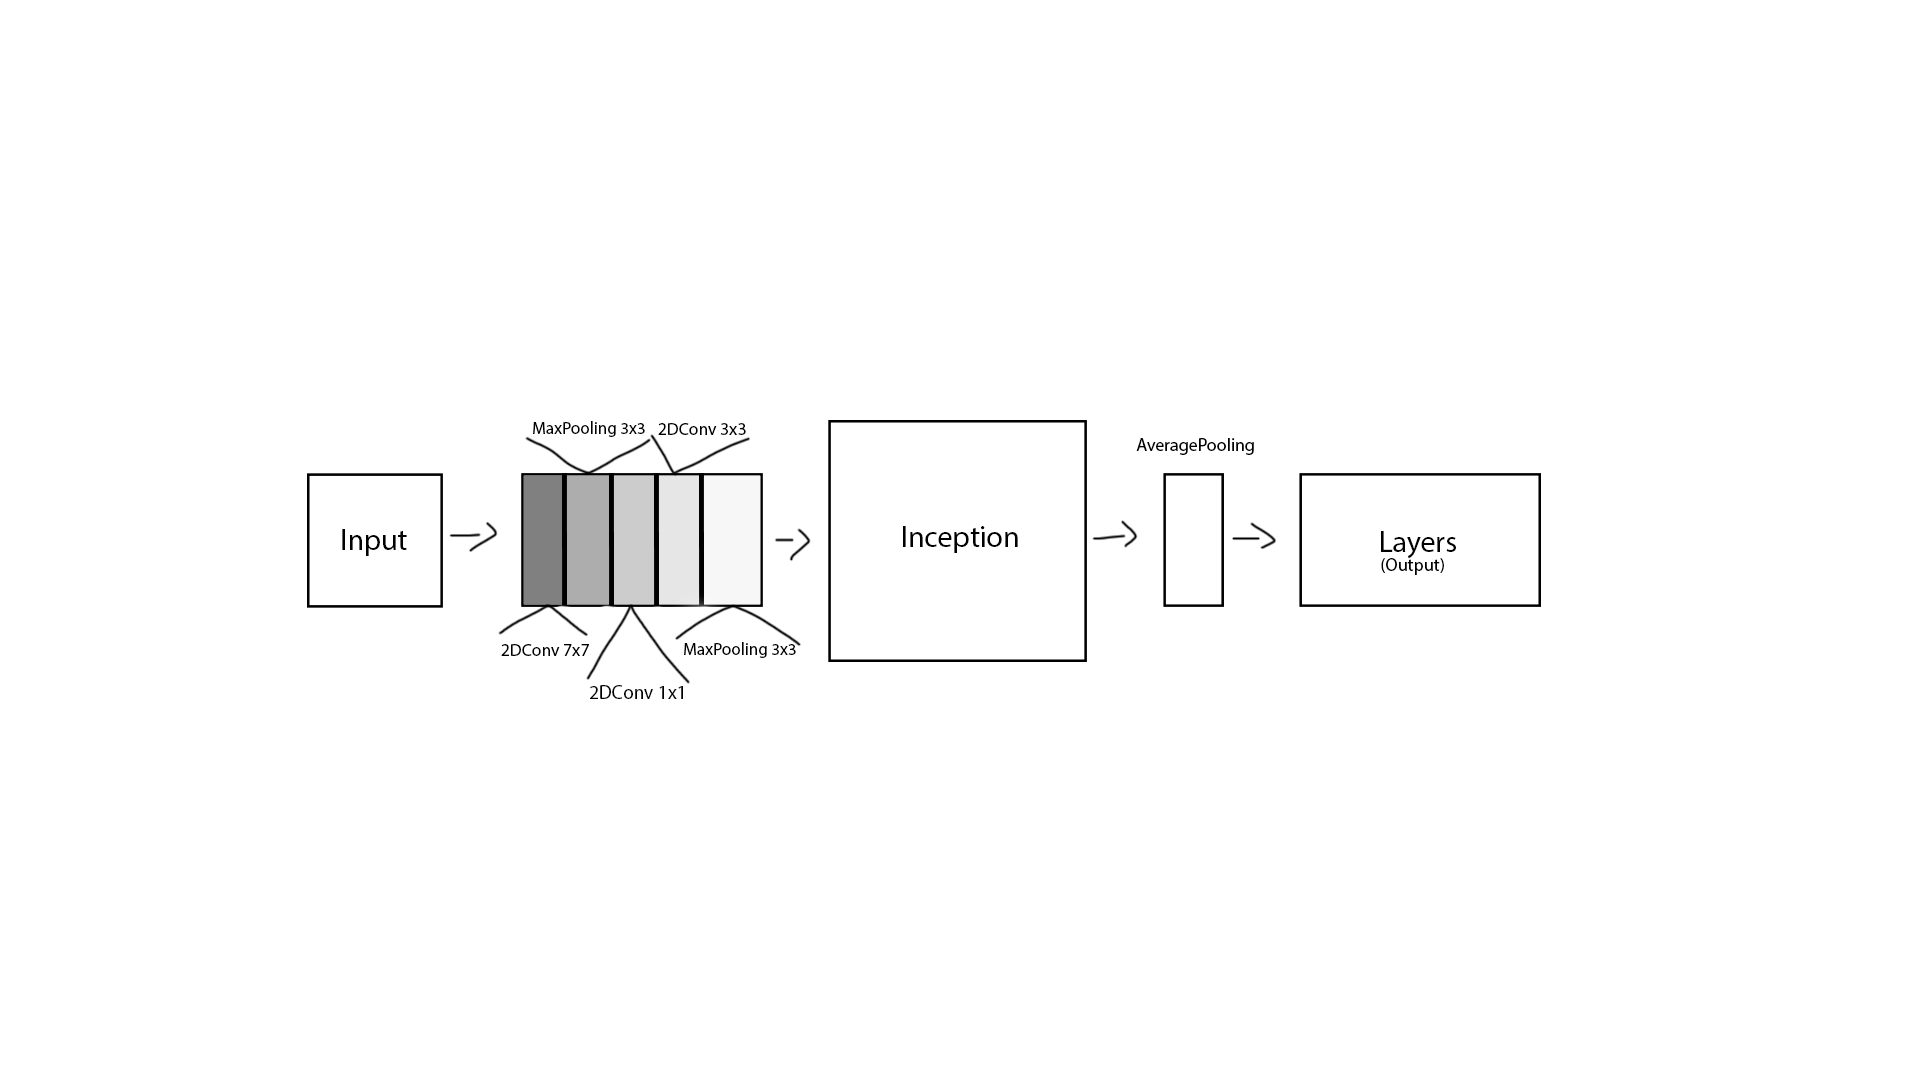 MaxPooling 3x3
2DConv 3x3
AveragePooling
Input
Inception
Layers
(Output)
2DConv 7x7
MaxPooling 3x3
2DConv 1x1